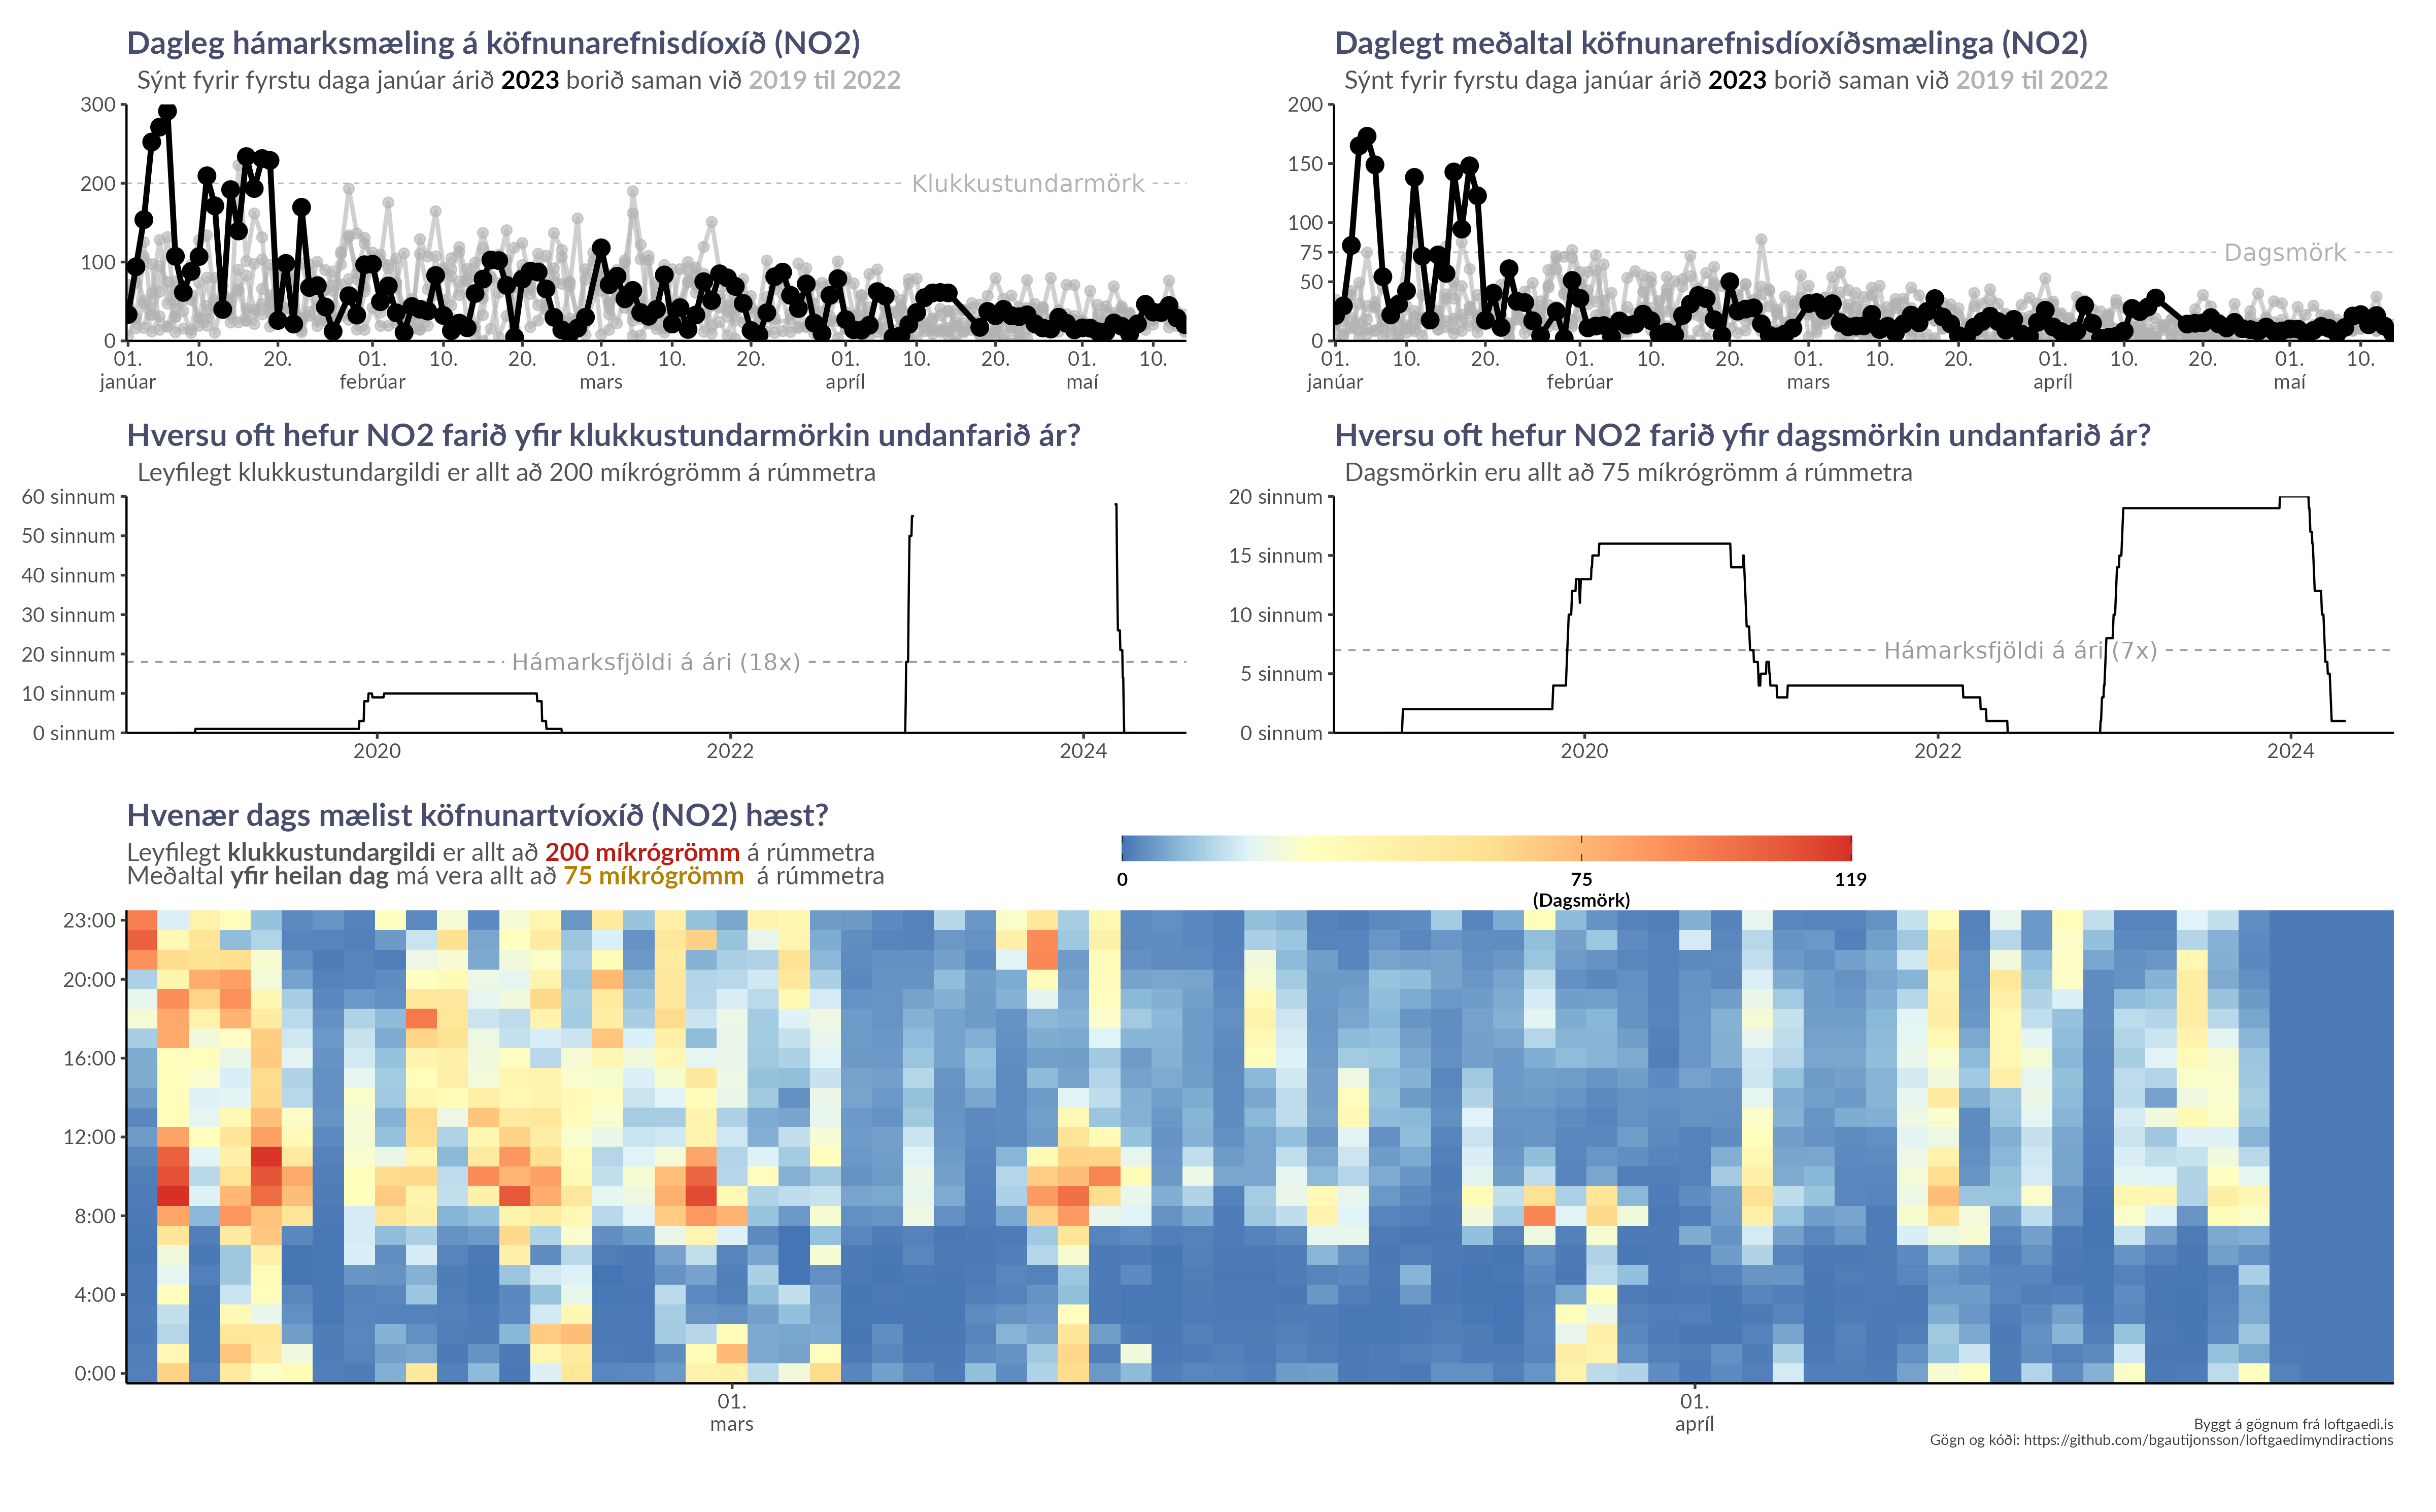 Dagleg hámarksmæling á köfnunarefnisdíoxíð (NO2)
Sýnt fyrir fyrstu daga janúar árið 2023 borið saman við 2019 til 2022
300
200
100
0
Klukkustundarmörk
01. 10. 20. 01. 10. 20. 01. 10. 20. 01. 10. 20. 01. 10.
janúar febrúar mars apríl maí
Daglegt meðaltal köfnunarefnisdíoxíðsmælinga (NO2)
Sýnt fyrir fyrstu daga janúar árið 2023 borið saman við 2019 til 2022
200
150
100
75
50
0
Dagsmörk
01. 10. 20. 01. 10. 20. 01. 10. 20. 01. 10. 20. 01. 10.
janúar febrúar mars apríl maí
Hversu oft hefur NO2 farið yfir klukkustundarmörkin undanfarið ár?
Leyfilegt klukkustundargildi er allt að 200 míkrógrömm á rúmmetra
60 sinnum
50 sinnum
40 sinnum
30 sinnum
20 sinnum
10 sinnum
0 sinnum
Hámarksfjöldi á ári (18x)
2020 2022 2024
Hversu oft hefur NO2 farið yfir dagsmörkin undanfarið ár?
Dagsmörkin eru allt að 75 míkrógrömm á rúmmetra
20 sinnum
15 sinnum
10 sinnum
5 sinnum
0 sinnum
Hámarksfjöldi á ári (7x)
2020 2022 2024
Hvenær dags mælist köfnunartvíoxíð (NO2) hæst?
Leyfilegt klukkustundargildi er allt að 200 míkrógrömm á rúmmetra
Meðaltal yfir heilan dag má vera allt að 75 míkrógrömm á rúmmetra
0 75 119
(Dagsmörk)
23:00
20:00
16:00
12:00
8:00
4:00
0:00
01. 01.
mars apríl
Byggt á gögnum frá loftgaedi.is
Gögn og kóði: https://github.com/bgautijonsson/loftgaedimyndiractions